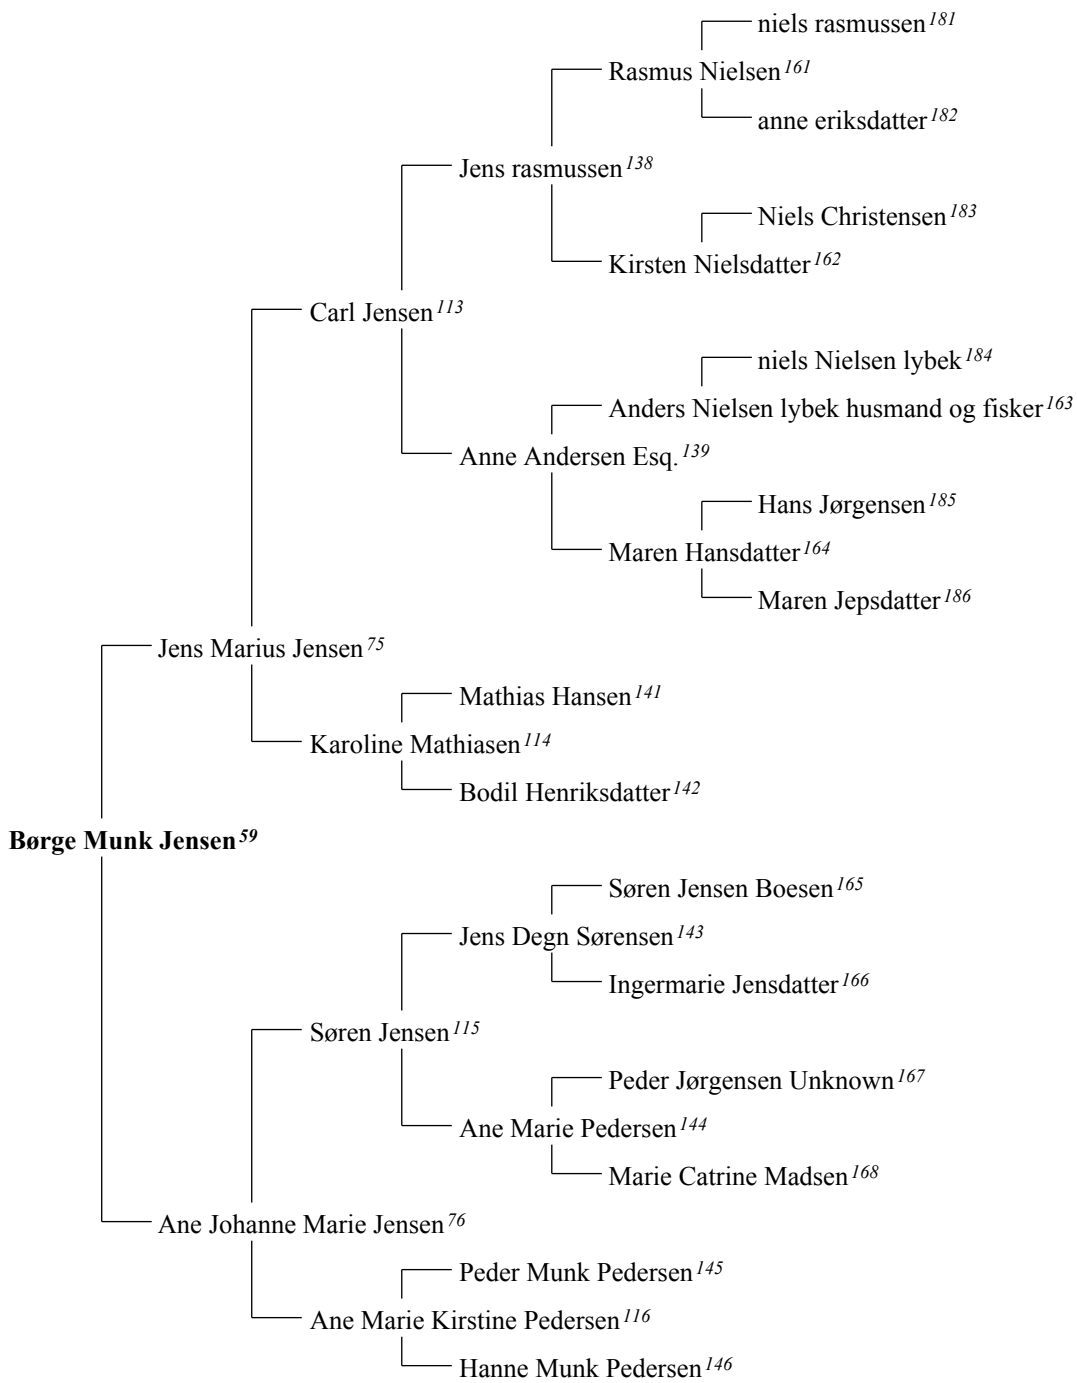 niels rasmussen 181
Rasmus Nielsen 161
anne eriksdatter 182
Jens rasmussen 138
Niels Christensen 183
Kirsten Nielsdatter 162
Carl Jensen 113
niels Nielsen lybek 184
Anders Nielsen lybek husmand og fisker 163
Anne Andersen Esq. 139
Hans Jørgensen 185
Maren Hansdatter 164
Maren Jepsdatter 186
Jens Marius Jensen 75
Mathias Hansen 141
Karoline Mathiasen 114
Bodil Henriksdatter 142
Børge Munk Jensen 59
Søren Jensen Boesen 165
Jens Degn Sørensen 143
Ingermarie Jensdatter 166
Søren Jensen 115
Peder Jørgensen Unknown 167
Ane Marie Pedersen 144
Marie Catrine Madsen 168
Ane Johanne Marie Jensen 76
Peder Munk Pedersen 145
Ane Marie Kirstine Pedersen 116
Hanne Munk Pedersen 146